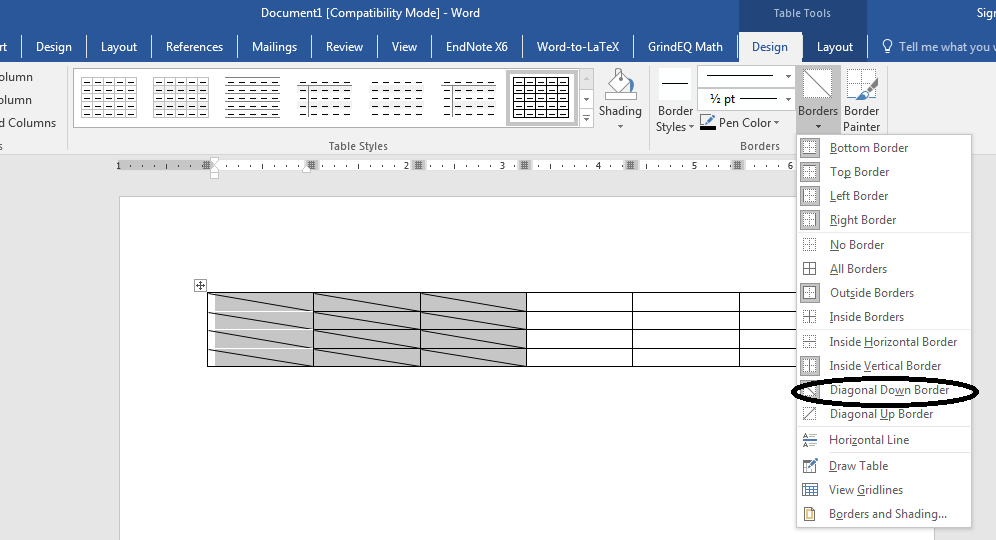 Document1 [Compatibility Mode] - Word
Table Tools
Sign
rt Design Layout References Mailings Review View EndNote X6 Word-to-LaTeX GrindEQ Math Design Layout Tell me what you w
olumn
olumn
d Columns
s
Shading
Border
Styles
½ pt
Pen Color
Borders
Border
Painter
Table Styles
Borders
1 1 2 3 4 5 6
Bottom Border
Top Border
Left Border
Right Border
No Border
All Borders
Outside Borders
Inside Borders
Inside Horizontal Border
Inside Vertical Border
Diagonal Down Border
Diagonal Up Border
Horizontal Line
Draw Table
View Gridlines
Borders and Shading...